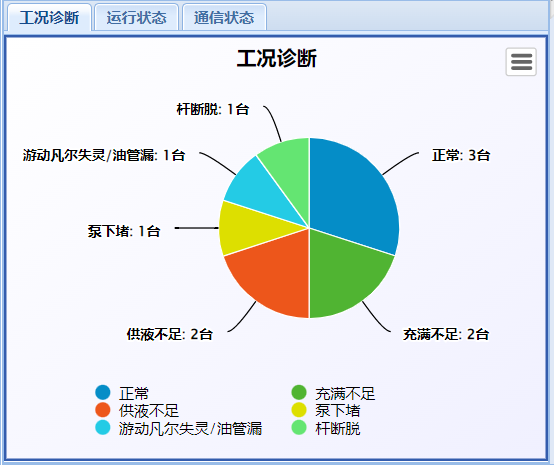 工况诊断 运行状态 通信状态
工况诊断
杆断脱: 1台
游动凡尔失灵/油管漏: 1台
正常: 3台
泵下堵: 1台
供液不足: 2台
充满不足: 2台
正常 充满不足
供液不足 泵下堵
游动凡尔失灵/油管漏 杆断脱